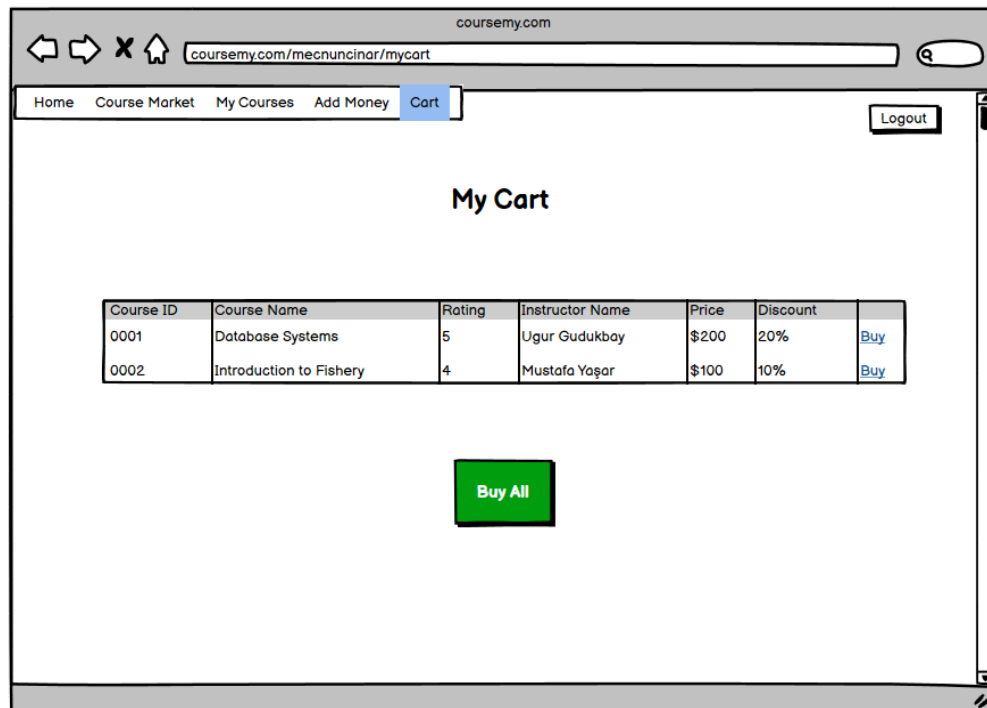 coursemy.com
coursemy.com/mecnuncinar/mycart
Home Course Market My Courses Add Money Cart
Logout
My Cart
Course ID Course Name Rating Instructor Name Price Discount
0001 Database Systems 5 Ugur Gudukbay $200 20% Buy
0002 Introduction to Fishery 4 Mustafa Yaşar $100 10% Buy
Buy All